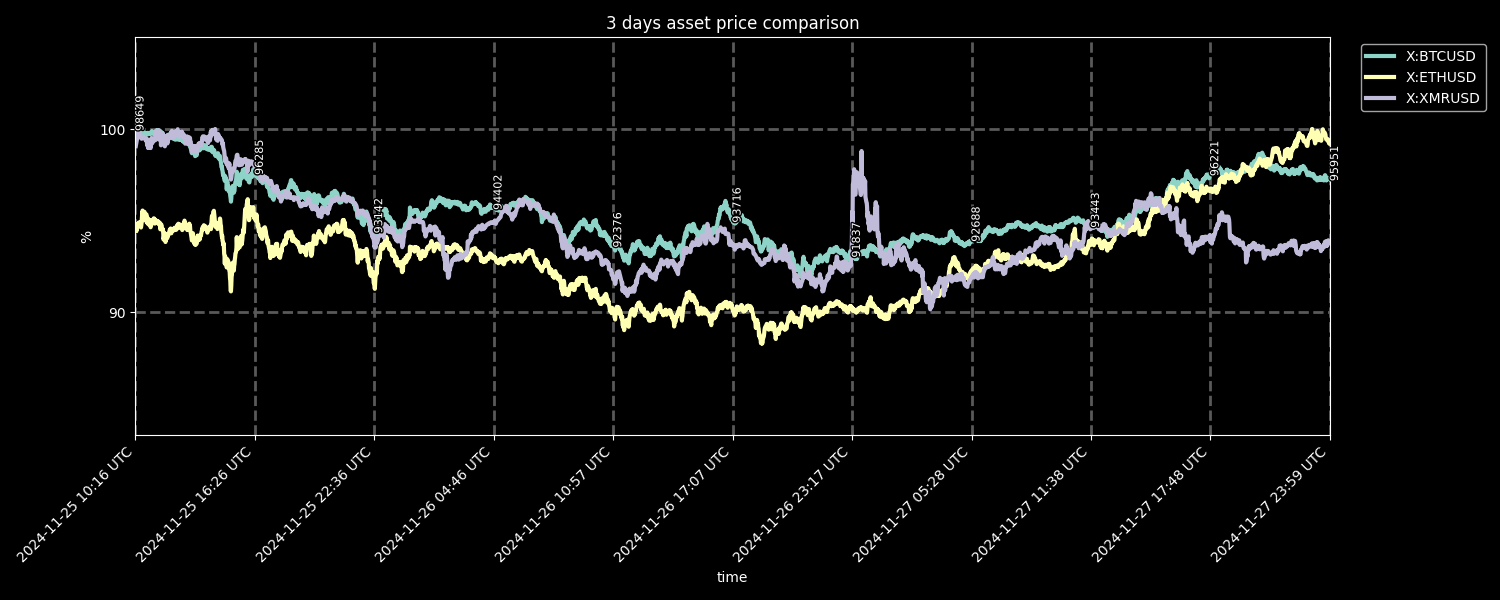 3 days asset price comparison
X:BTCUSD
X:ETHUSD
X:XMRUSD
100
90
%
98649
96285
93142
94402
92376
93716
91837
92688
93443
96221
95951
2024-11-25 10:16 UTC
2024-11-25 16:26 UTC
2024-11-25 22:36 UTC
2024-11-26 04:46 UTC
2024-11-26 10:57 UTC
2024-11-26 17:07 UTC
2024-11-26 23:17 UTC
2024-11-27 05:28 UTC
2024-11-27 11:38 UTC
2024-11-27 17:48 UTC
2024-11-27 23:59 UTC
time